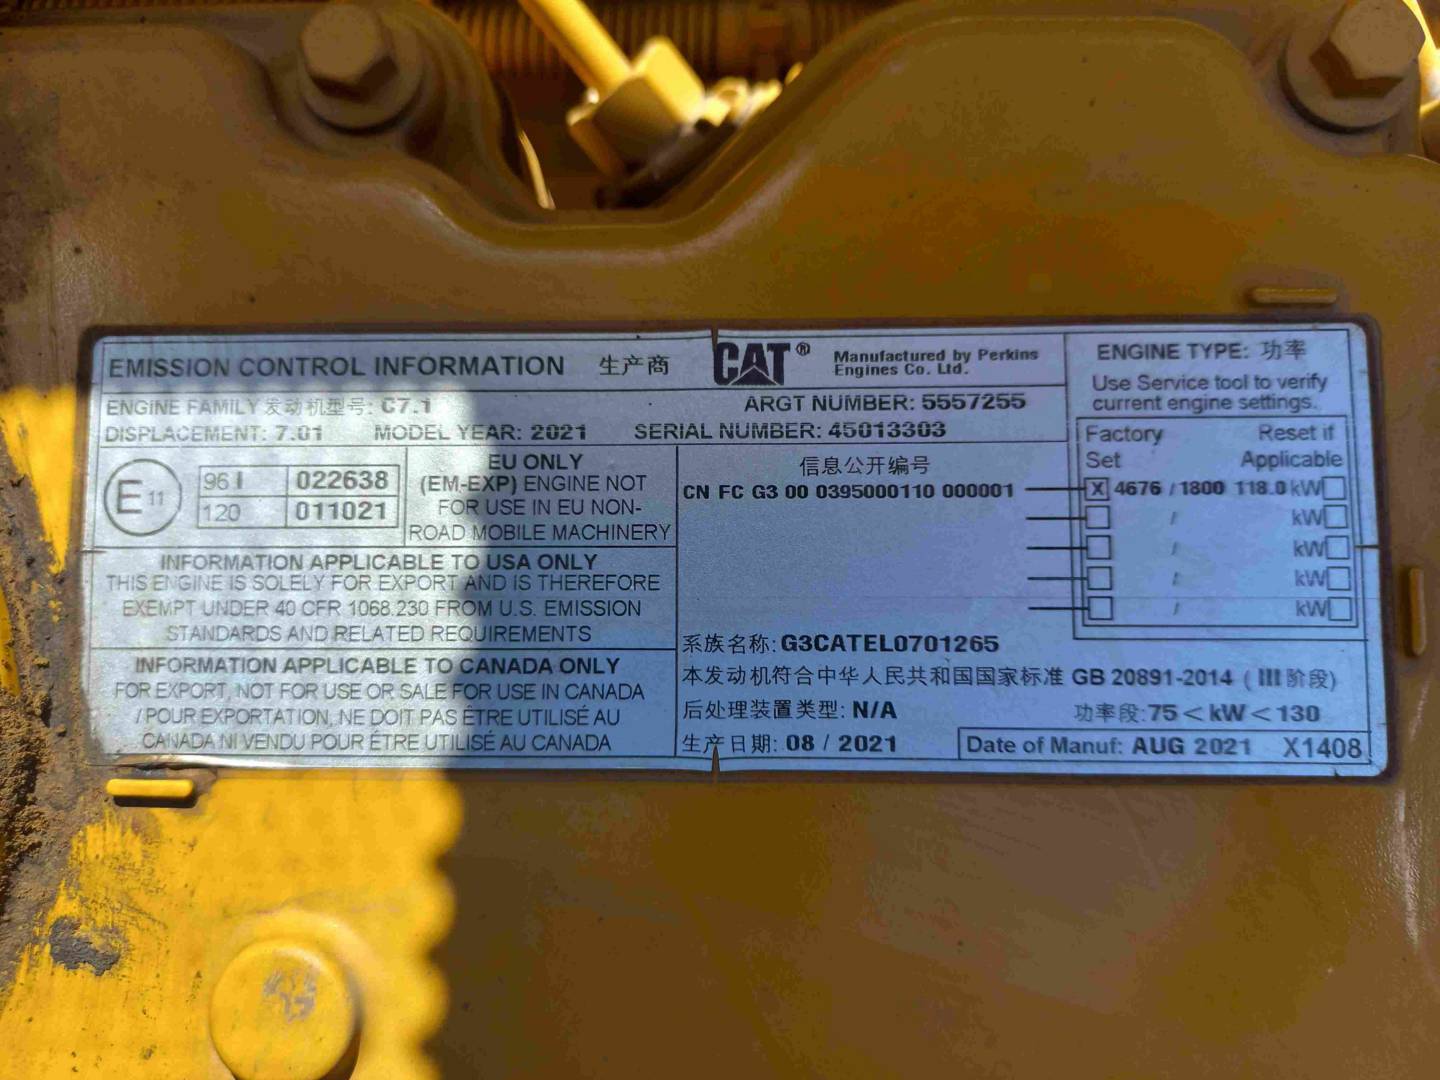 EMISSION CONTROL INFORMATION 生产商 CAT® Manufactured by Perkins
Engines Co. Ltd.
ENGINE FAMILY 发动机型号: C7.1 ARGT NUMBER: 5557255
DISPLACEMENT: 7.01 MODEL YEAR: 2021 SERIAL NUMBER: 45013303
E 11
96 I 022638
120 011021
EU ONLY
(EM-EXP) ENGINE NOT
FOR USE IN EU NON-
ROAD MOBILE MACHINERY
INFORMATION APPLICABLE TO USA ONLY
THIS ENGINE IS SOLELY FOR EXPORT AND IS THEREFORE
EXEMPT UNDER 40 CFR 1068.230 FROM U.S. EMISSION
STANDARDS AND RELATED REQUIREMENTS
INFORMATION APPLICABLE TO CANADA ONLY
FOR EXPORT, NOT FOR USE OR SALE FOR USE IN CANADA
/ POUR EXPORTATION, NE DOIT PAS ÊTRE UTILISÉ AU
CANADA NI VENDU POUR ÉTRE UTILISÉ AU CANADA
信息公开编号
CN FC G3 00 0395000110 000001
ENGINE TYPE: 功率
Use Service tool to verify
current engine settings.
Factory Reset if
Set Applicable
X 4676 / 1800 118.0 kW
/ kW
/ kW
/ kW
/ kW
系族名称: G3CATEL0701265
本发动机符合中华人民共和国国家标准 GB 20891-2014 ( III 阶段)
后处理装置类型: N/A 功率段: 75 < kW < 130
生产日期: 08 / 2021 Date of Manuf: AUG 2021 X1408